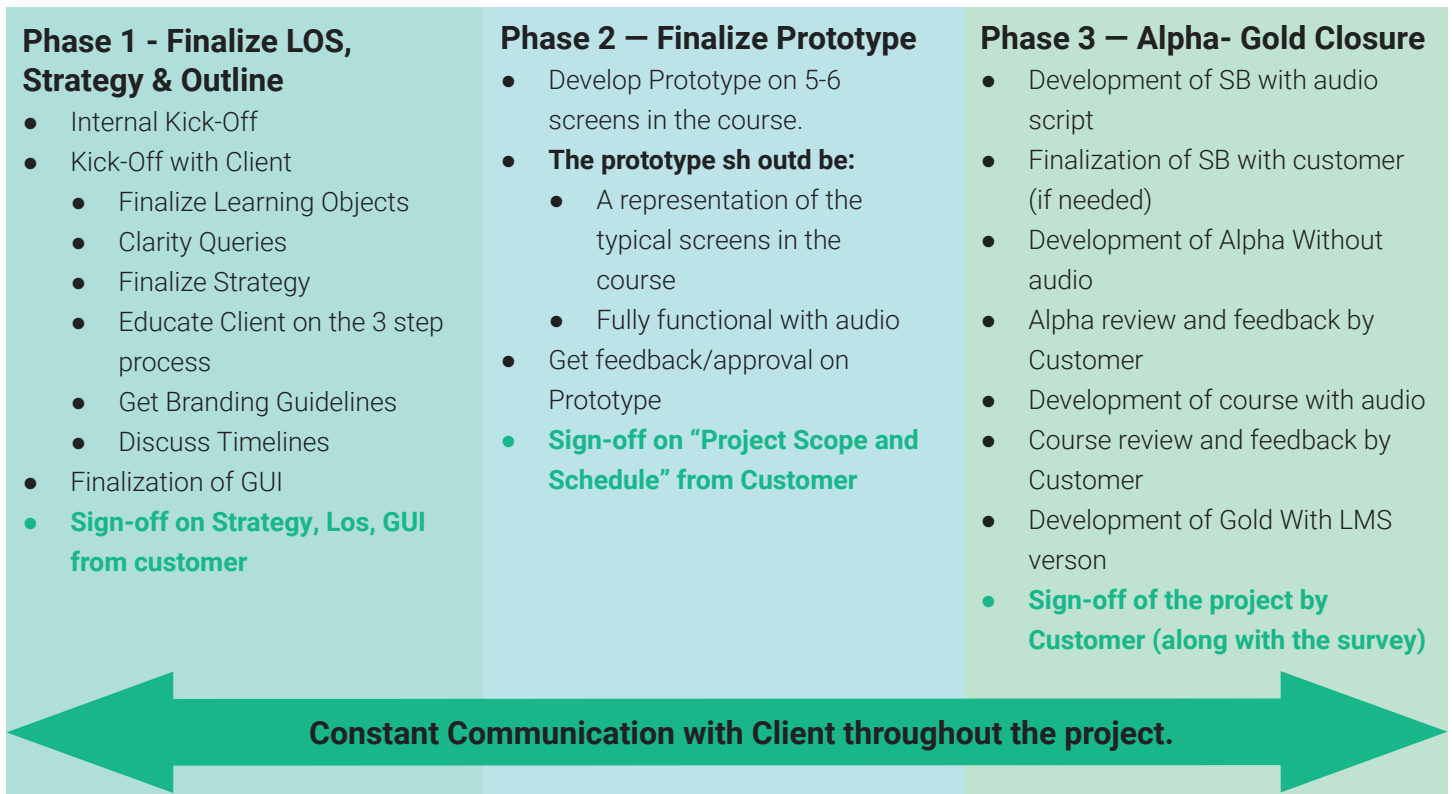 Phase 1 - Finalize LOS,
Strategy & Outline
● Internal Kick-Off
● Kick-Off with Client
● Finalize Learning Objects
● Clarity Queries
● Finalize Strategy
● Educate Client on the 3 step
process
● Get Branding Guidelines
● Discuss Timelines
● Finalization of GUI
● Sign-off on Strategy, Los, GUI
from customer
Phase 2 — Finalize Prototype
● Develop Prototype on 5-6
screens in the course.
● The prototype sh outd be:
● A representation of the
typical screens in the
course
● Fully functional with audio
● Get feedback/approval on
Prototype
● Sign-off on “Project Scope and
Schedule” from Customer
Phase 3 — Alpha- Gold Closure
● Development of SB with audio
script
● Finalization of SB with customer
(if needed)
● Development of Alpha Without
audio
● Alpha review and feedback by
Customer
● Development of course with audio
● Course review and feedback by
Customer
● Development of Gold With LMS
verson
● Sign-off of the project by
Customer (along with the survey)
Constant Communication with Client throughout the project.